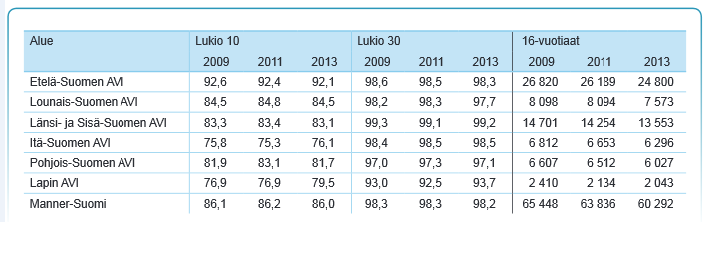 Alue Lukio 10 Lukio 30 16-vuotiaat
2009 2011 2013 2009 2011 2013 2009 2011 2013
Etelä-Suomen AVI 92,6 92,4 92,1 98,6 98,5 98,3 26 820 26 189 24 800
Lounais-Suomen AVI 84,5 84,8 84,5 98,2 98,3 97,7 8 098 8 094 7 573
Länsi- ja Sisä-Suomen AVI 83,3 83,4 83,1 99,3 99,1 99,2 14 701 14 254 13 553
Itä-Suomen AVI 75,8 75,3 76,1 98,4 98,5 98,5 6 812 6 653 6 296
Pohjois-Suomen AVI 81,9 83,1 81,7 97,0 97,3 97,1 6 607 6 512 6 027
Lapin AVI 76,9 76,9 79,5 93,0 92,5 93,7 2 410 2 134 2 043
Manner-Suomi 86,1 86,2 86,0 98,3 98,3 98,2 65 448 63 836 60 292